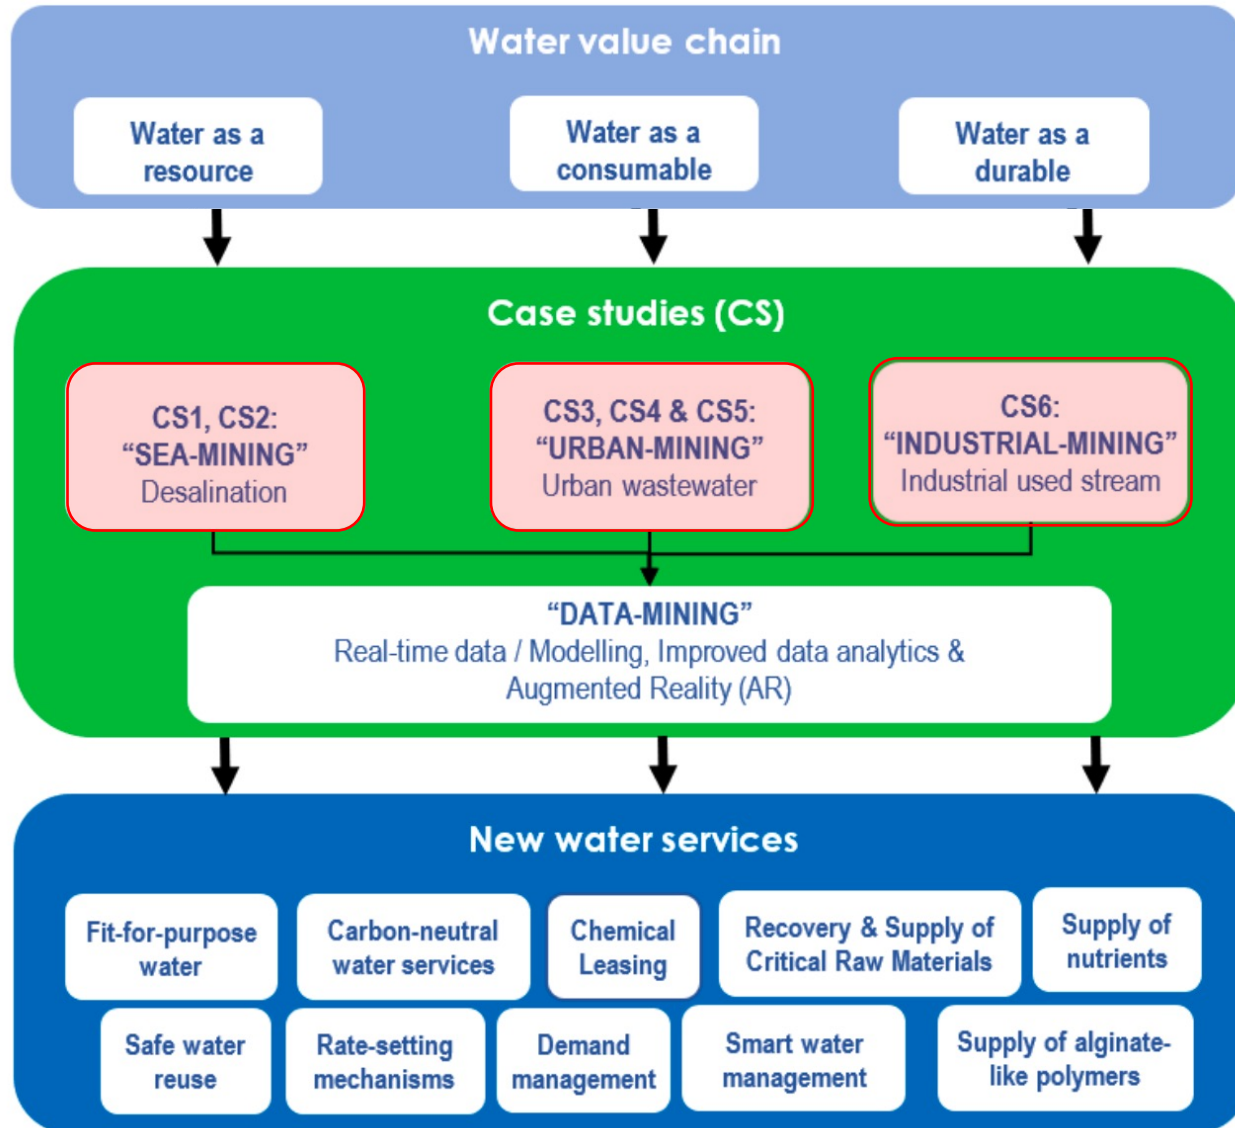 Water value chain
Water as a
resource
Water as a
consumable
Water as a
durable
Case studies (CS)
CS1, CS2:
“SEA-MINING”
Desalination
CS3, CS4 & CS5:
“URBAN-MINING”
Urban wastewater
CS6:
“INDUSTRIAL-MINING”
Industrial used stream
“DATA-MINING”
Real-time data / Modelling, Improved data analytics &
Augmented Reality (AR)
New water services
Fit-for-purpose
water
Carbon-neutral
water services
Chemical
Leasing
Recovery & Supply of
Critical Raw Materials
Supply of
nutrients
Safe water
reuse
Rate-setting
mechanisms
Demand
management
Smart water
management
Supply of alginate-
like polymers